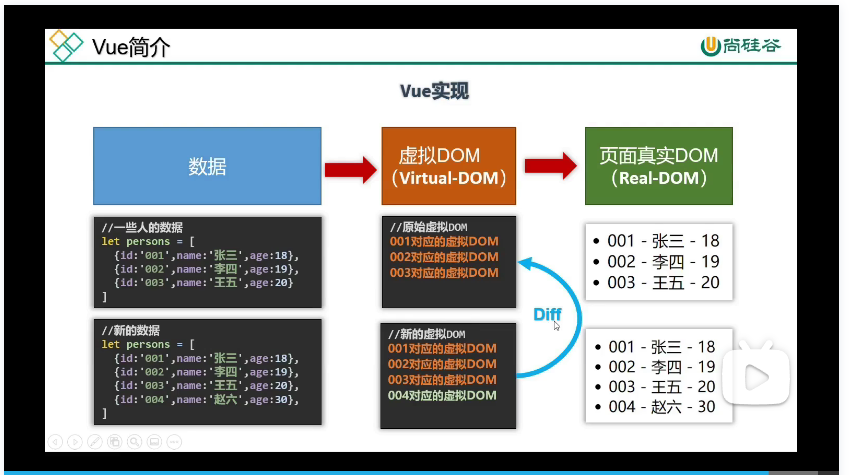 Vue简介
尚硅谷
Vue实现
数据
虚拟DOM
（Virtual-DOM）
页面真实DOM
（Real-DOM）
//一些人的数据
let persons = [
{id:'001',name:'张三',age:18},
{id:'002',name:'李四',age:19},
{id:'003',name:'王五',age:20}
]
//原始虚拟DOM
001对应的虚拟DOM
002对应的虚拟DOM
003对应的虚拟DOM
• 001 - 张三 - 18
• 002 - 李四 - 19
• 003 - 王五 - 20
Diff
//新的数据
let persons = [
{id:'001',name:'张三',age:18},
{id:'002',name:'李四',age:19},
{id:'003',name:'王五',age:20},
{id:'004',name:'赵六',age:30},
]
//新的虚拟DOM
001对应的虚拟DOM
002对应的虚拟DOM
003对应的虚拟DOM
004对应的虚拟DOM
• 001 - 张三 - 18
• 002 - 李四 - 19
• 003 - 王五 - 20
• 004 - 赵六 - 30